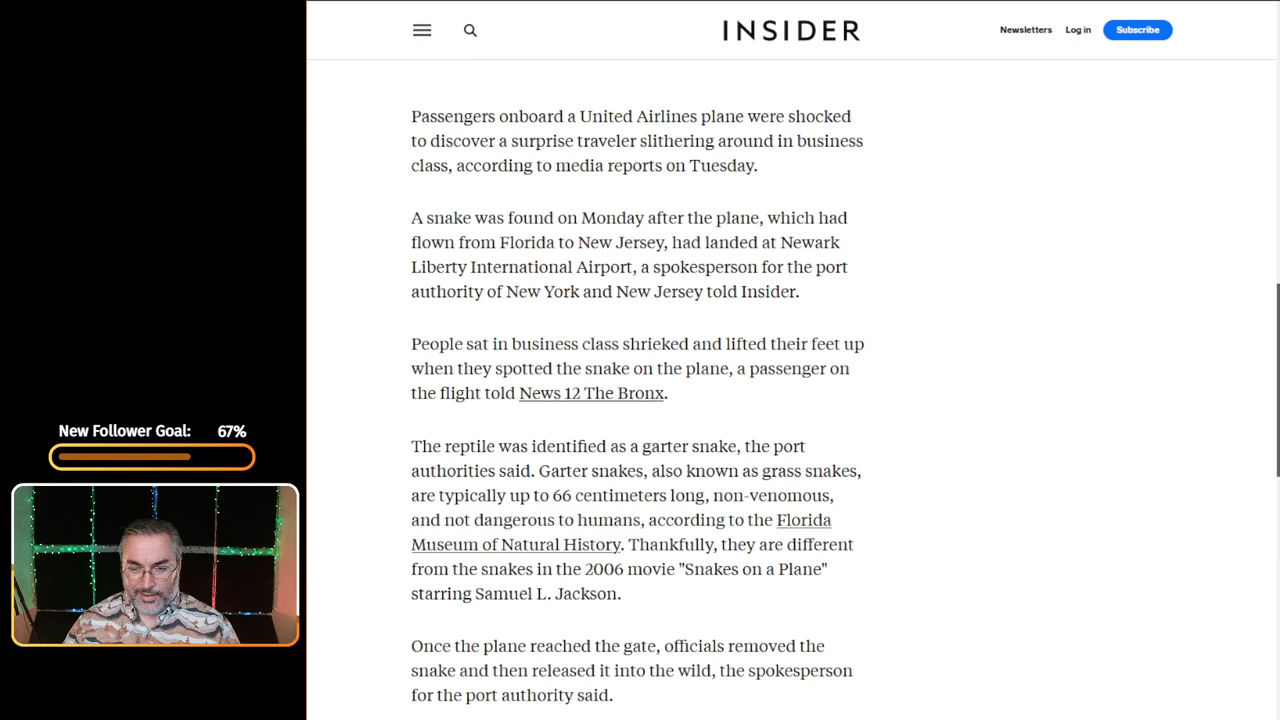 INSIDER
Newsletters
Log in
Subscribe
Passengers onboard a United Airlines plane were shocked
to discover a surprise traveler slithering around in business
class, according to media reports on Tuesday.
A snake was found on Monday after the plane, which had
flown from Florida to New Jersey, had landed at Newark
Liberty International Airport, a spokesperson for the port
authority of New York and New Jersey told Insider.
People sat in business class shrieked and lifted their feet up
when they spotted the snake on the plane, a passenger on
the flight told News 12 The Bronx.
The reptile was identified as a garter snake, the port
authorities said. Garter snakes, also known as grass snakes,
are typically up to 66 centimeters long, non-venomous,
and not dangerous to humans, according to the Florida
Museum of Natural History. Thankfully, they are different
from the snakes in the 2006 movie "Snakes on a Plane"
starring Samuel L. Jackson.
Once the plane reached the gate, officials removed the
snake and then released it into the wild, the spokesperson
for the port authority said.
New Follower Goal: 67%